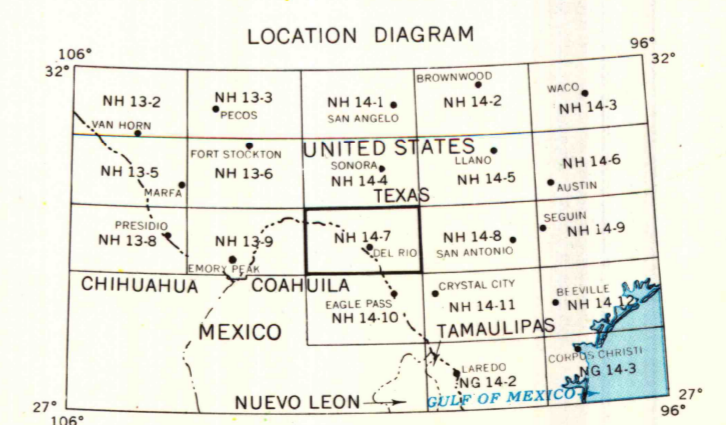 LOCATION DIAGRAM
106°
96°
32°
32°
NH 13-2
NH 13-3
PECOS
NH 14-1
SAN ANGELO
BROWNWOOD
NH 14-2
WACO
NH 14-3
VAN HORN
FORT STOCKTON
UNITED STATES
NH 13-5
MARFA
NH 13-6
SONORA
NH 14-4
LLANO
NH 14-5
NH 14-6
AUSTIN
TEXAS
PRESIDIO
NH 13-8
NH 13-9
EMORY PEAK
NH 14-7
DEL RIO
NH 14-8
SAN ANTONIO
SEGUIN
NH 14-9
CHIHUAHUA
COAHUILA
EAGLE PASS
NH 14-10
CRYSTAL CITY
NH 14-11
BEEVILLE
NH 14 12
MEXICO
TAMAULIPAS
LAREDO
NG 14-2
CORPUS CHRISTI
NG 14-3
NUEVO LEON
GULF OF MEXICO
27°
27°
106°
96°